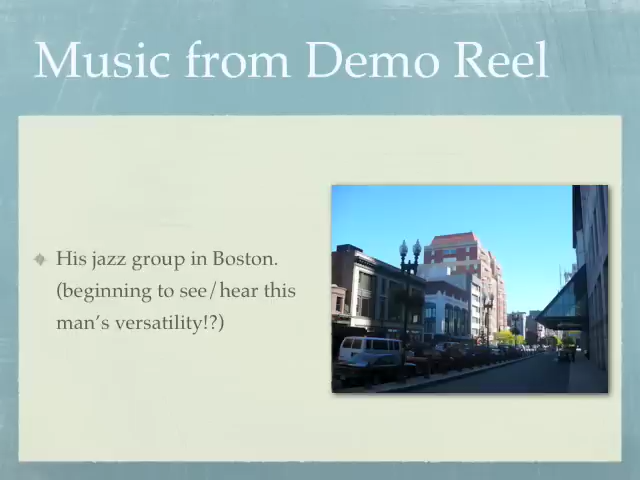 Music from Demo Reel
His jazz group in Boston.
(beginning to see/hear this
man's versatility!?)